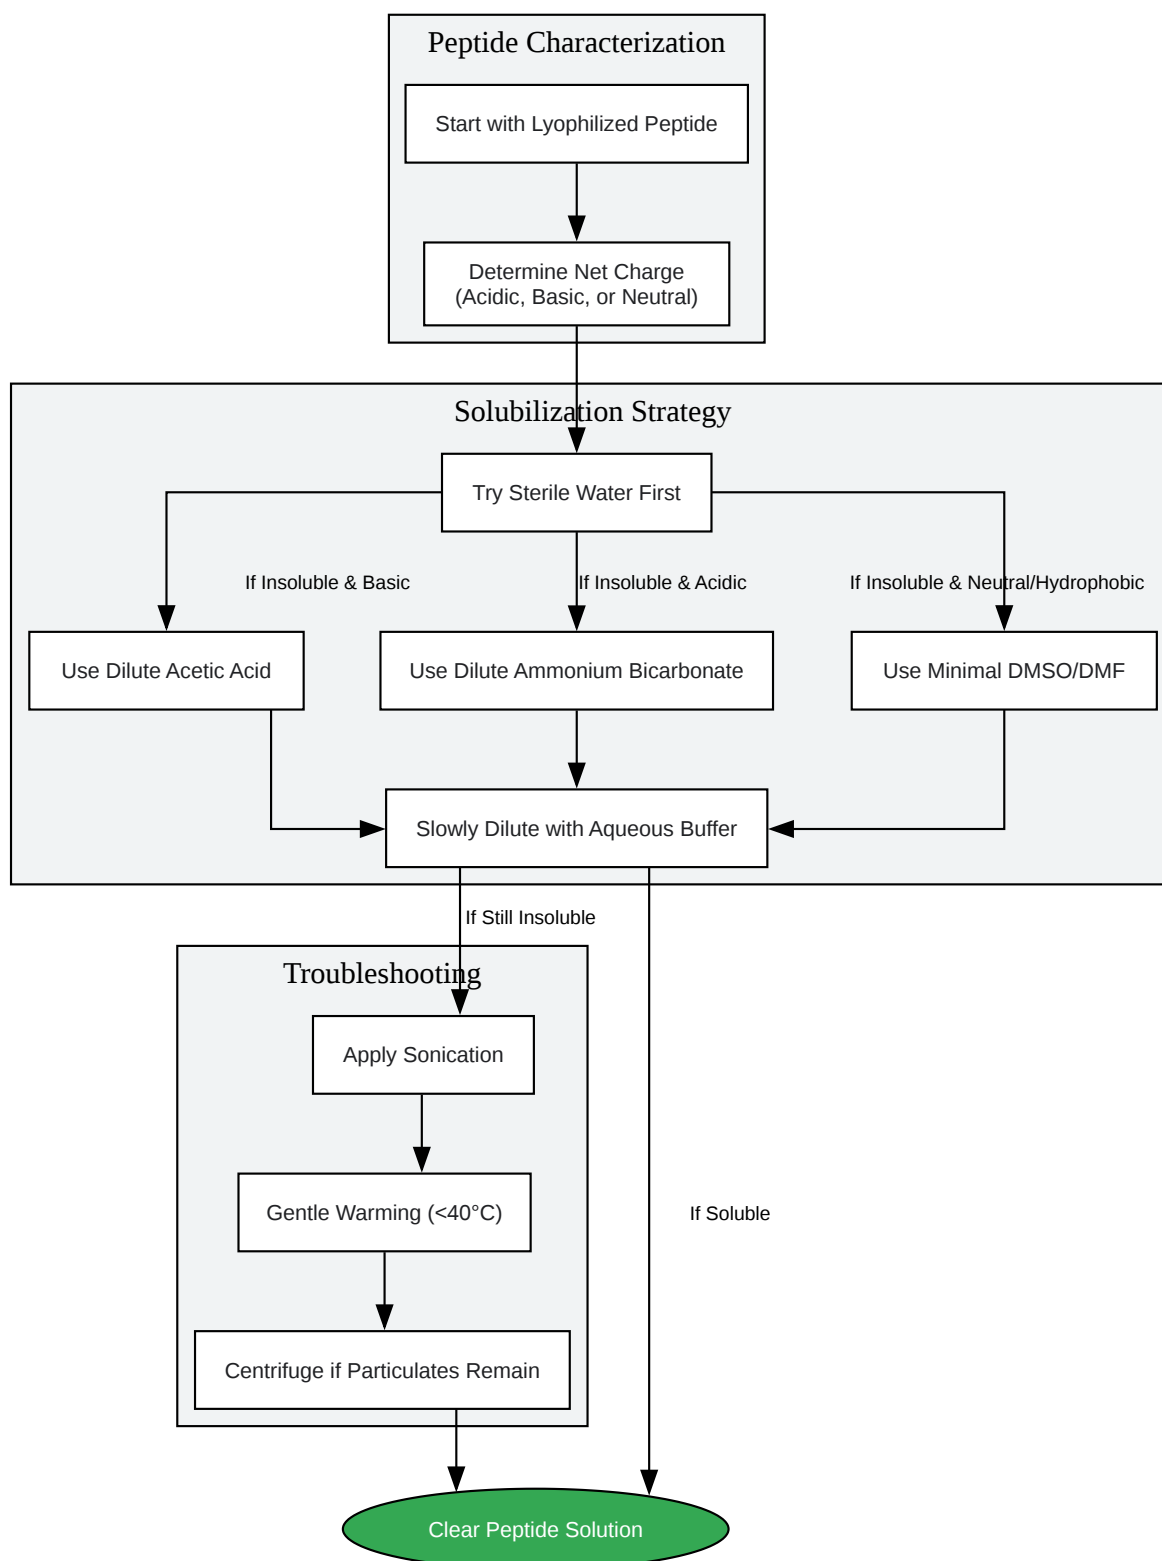 Peptide Characterization
Start with Lyophilized Peptide
Determine Net Charge
(Acidic, Basic, or Neutral)
Solubilization Strategy
Try Sterile Water First
If Insoluble & Basic
If Insoluble & Acidic
If Insoluble & Neutral/Hydrophobic
Use Dilute Acetic Acid
Use Dilute Ammonium Bicarbonate
Use Minimal DMSO/DMF
Slowly Dilute with Aqueous Buffer
If Still Insoluble
Troubleshooting
Apply Sonication
Gentle Warming (<40°C)
If Soluble
Centrifuge if Particulates Remain
Clear Peptide Solution